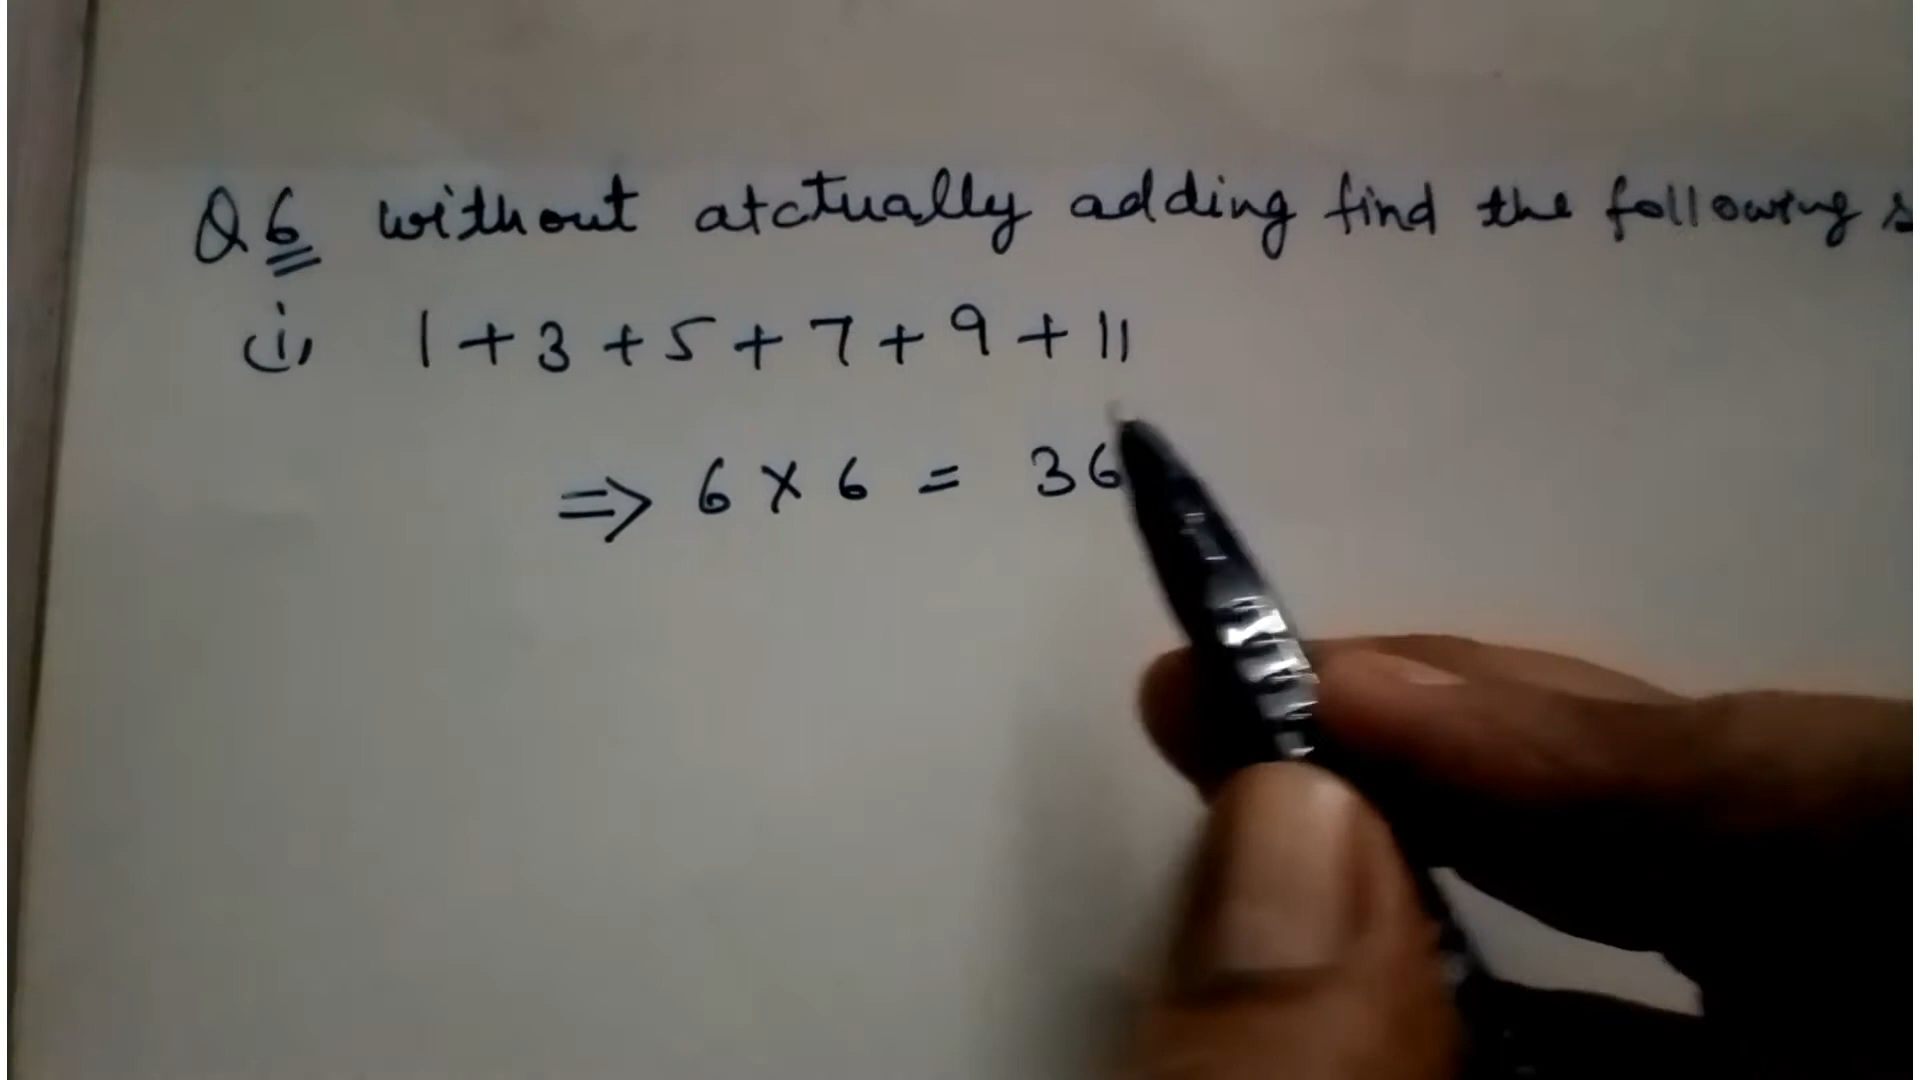 Q6 without atctually adding find the following
(i) 1 + 3 + 5 + 7 + 9 + 11
=> 6 × 6 = 36